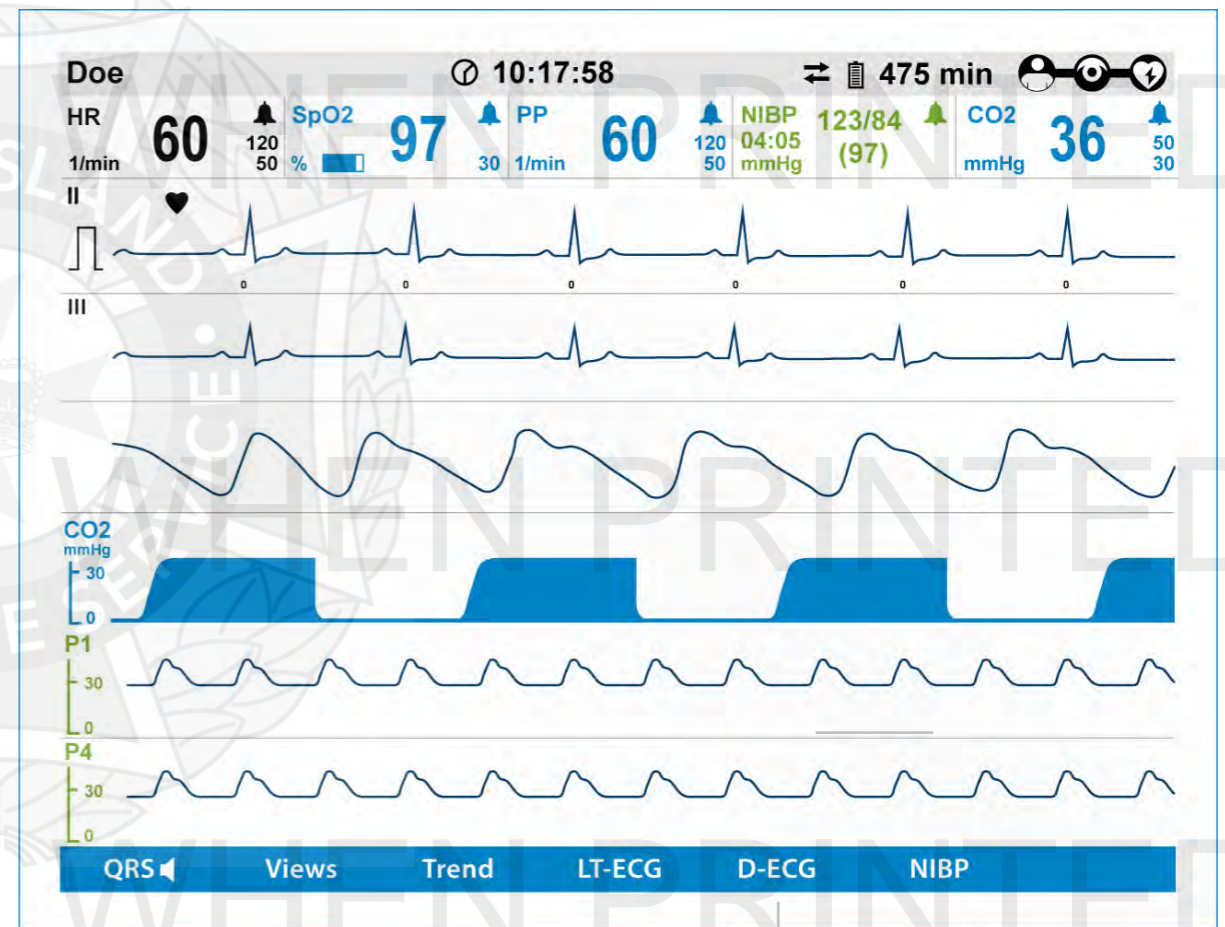 Doe 10:17:58 475 min
HR 60 120 50 1/min
SpO2 97 30 %
PP 60 120 50 1/min
NIBP 04:05 mmHg 123/84 (97)
CO2 36 50 30 mmHg
II
0 0 0 0 0 0
III
CO2
mmHg
30
0
P1
30
0
P4
30
0
QRS Views Trend LT-ECG D-ECG NIBP
WHEN PRINTED
WHEN PRINTED
WHEN PRINTED